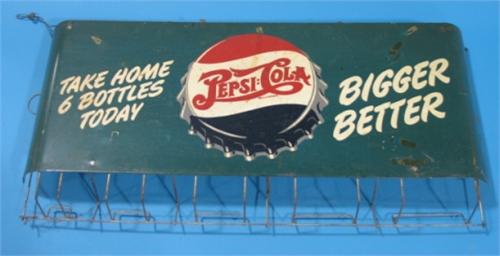 TAKE HOME
6 BOTTLES
TODAY
PEPSI:COLA
BIGGER
BETTER